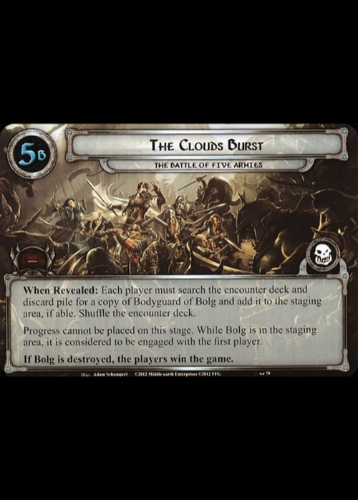 5B
THE CLOUDS BURST
THE BATTLE OF FIVE ARMIES
When Revealed: Each player must search the encounter deck and
discard pile for a copy of Bodyguard of Bolg and add it to the staging
area, if able. Shuffle the encounter deck.
Progress cannot be placed on this stage. While Bolg is in the staging
area, it is considered to be engaged with the first player.
If Bolg is destroyed, the players win the game.
Illus. Adam Schumpert ©2012 Middle-earth Enterprises ©2012 FFG 78